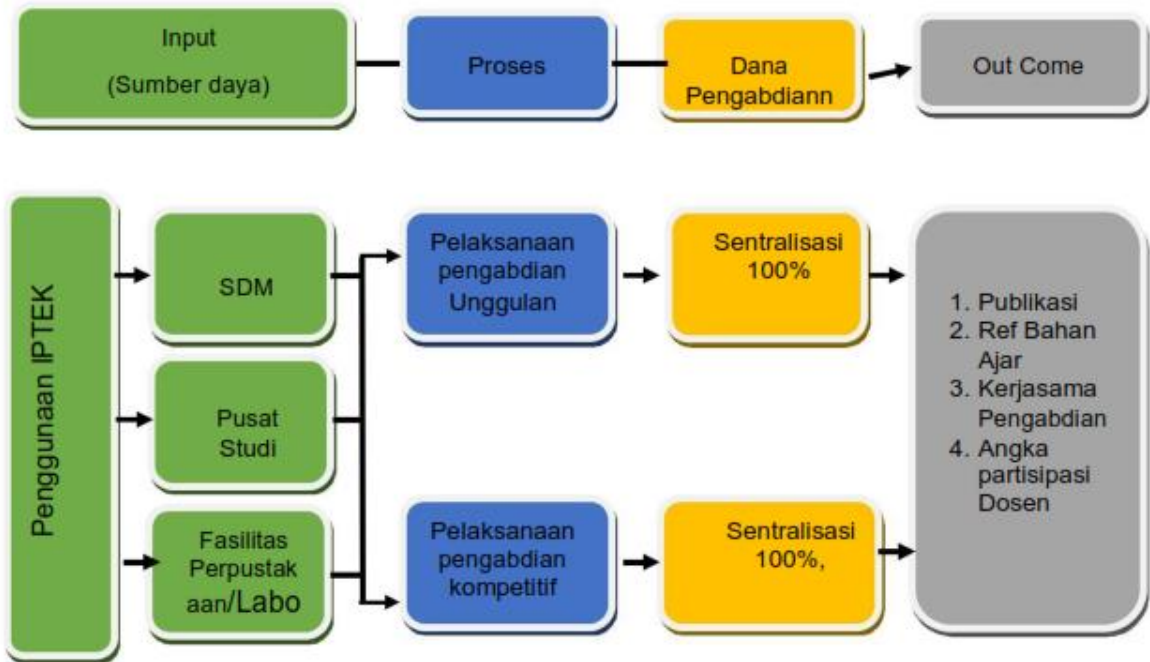 Input
(Sumber daya)
Proses
Dana
Pengabdiann
Out Come
Penggunaan IPTEK
SDM
Pusat
Studi
Fasilitas
Perpustak
aan/Labo
Pelaksanaan
pengabdian
Unggulan
Pelaksanaan
pengabdian
kompetitif
Sentralisasi
100%
Sentralisasi
100%,
1. Publikasi
2. Ref Bahan
Ajar
3. Kerjasama
Pengabdian
4. Angka
partisipasi
Dosen